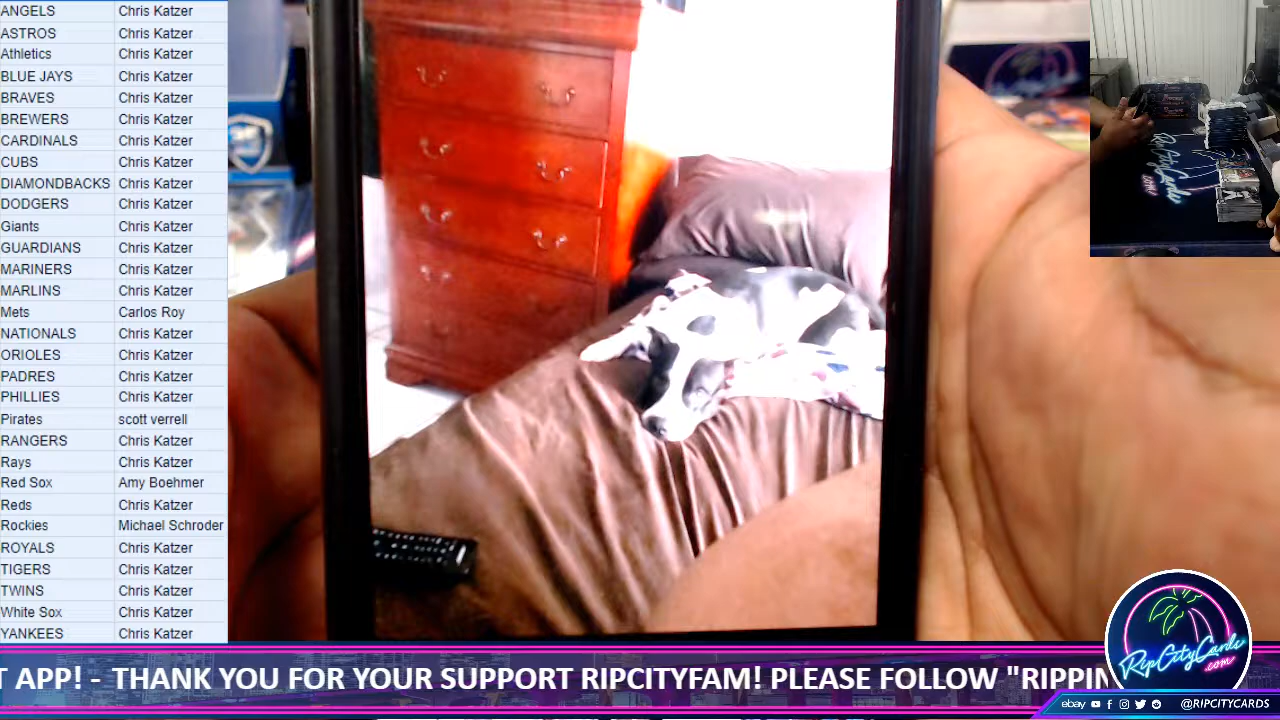 ANGELS Chris Katzer
ASTROS Chris Katzer
Athletics Chris Katzer
BLUE JAYS Chris Katzer
BRAVES Chris Katzer
BREWERS Chris Katzer
CARDINALS Chris Katzer
CUBS Chris Katzer
DIAMONDBACKS Chris Katzer
DODGERS Chris Katzer
Giants Chris Katzer
GUARDIANS Chris Katzer
MARINERS Chris Katzer
MARLINS Chris Katzer
Mets Carlos Roy
NATIONALS Chris Katzer
ORIOLES Chris Katzer
PADRES Chris Katzer
PHILLIES Chris Katzer
Pirates scott verrell
RANGERS Chris Katzer
Rays Chris Katzer
Red Sox Amy Boehmer
Reds Chris Katzer
Rockies Michael Schroder
ROYALS Chris Katzer
TIGERS Chris Katzer
TWINS Chris Katzer
White Sox Chris Katzer
YANKEES Chris Katzer
RipCityCards
.com
T APP! - THANK YOU FOR YOUR SUPPORT RIPCITYFAM! PLEASE FOLLOW "RIPPIN
RipCityCards
.com
ebay @RIPCITYCARDS